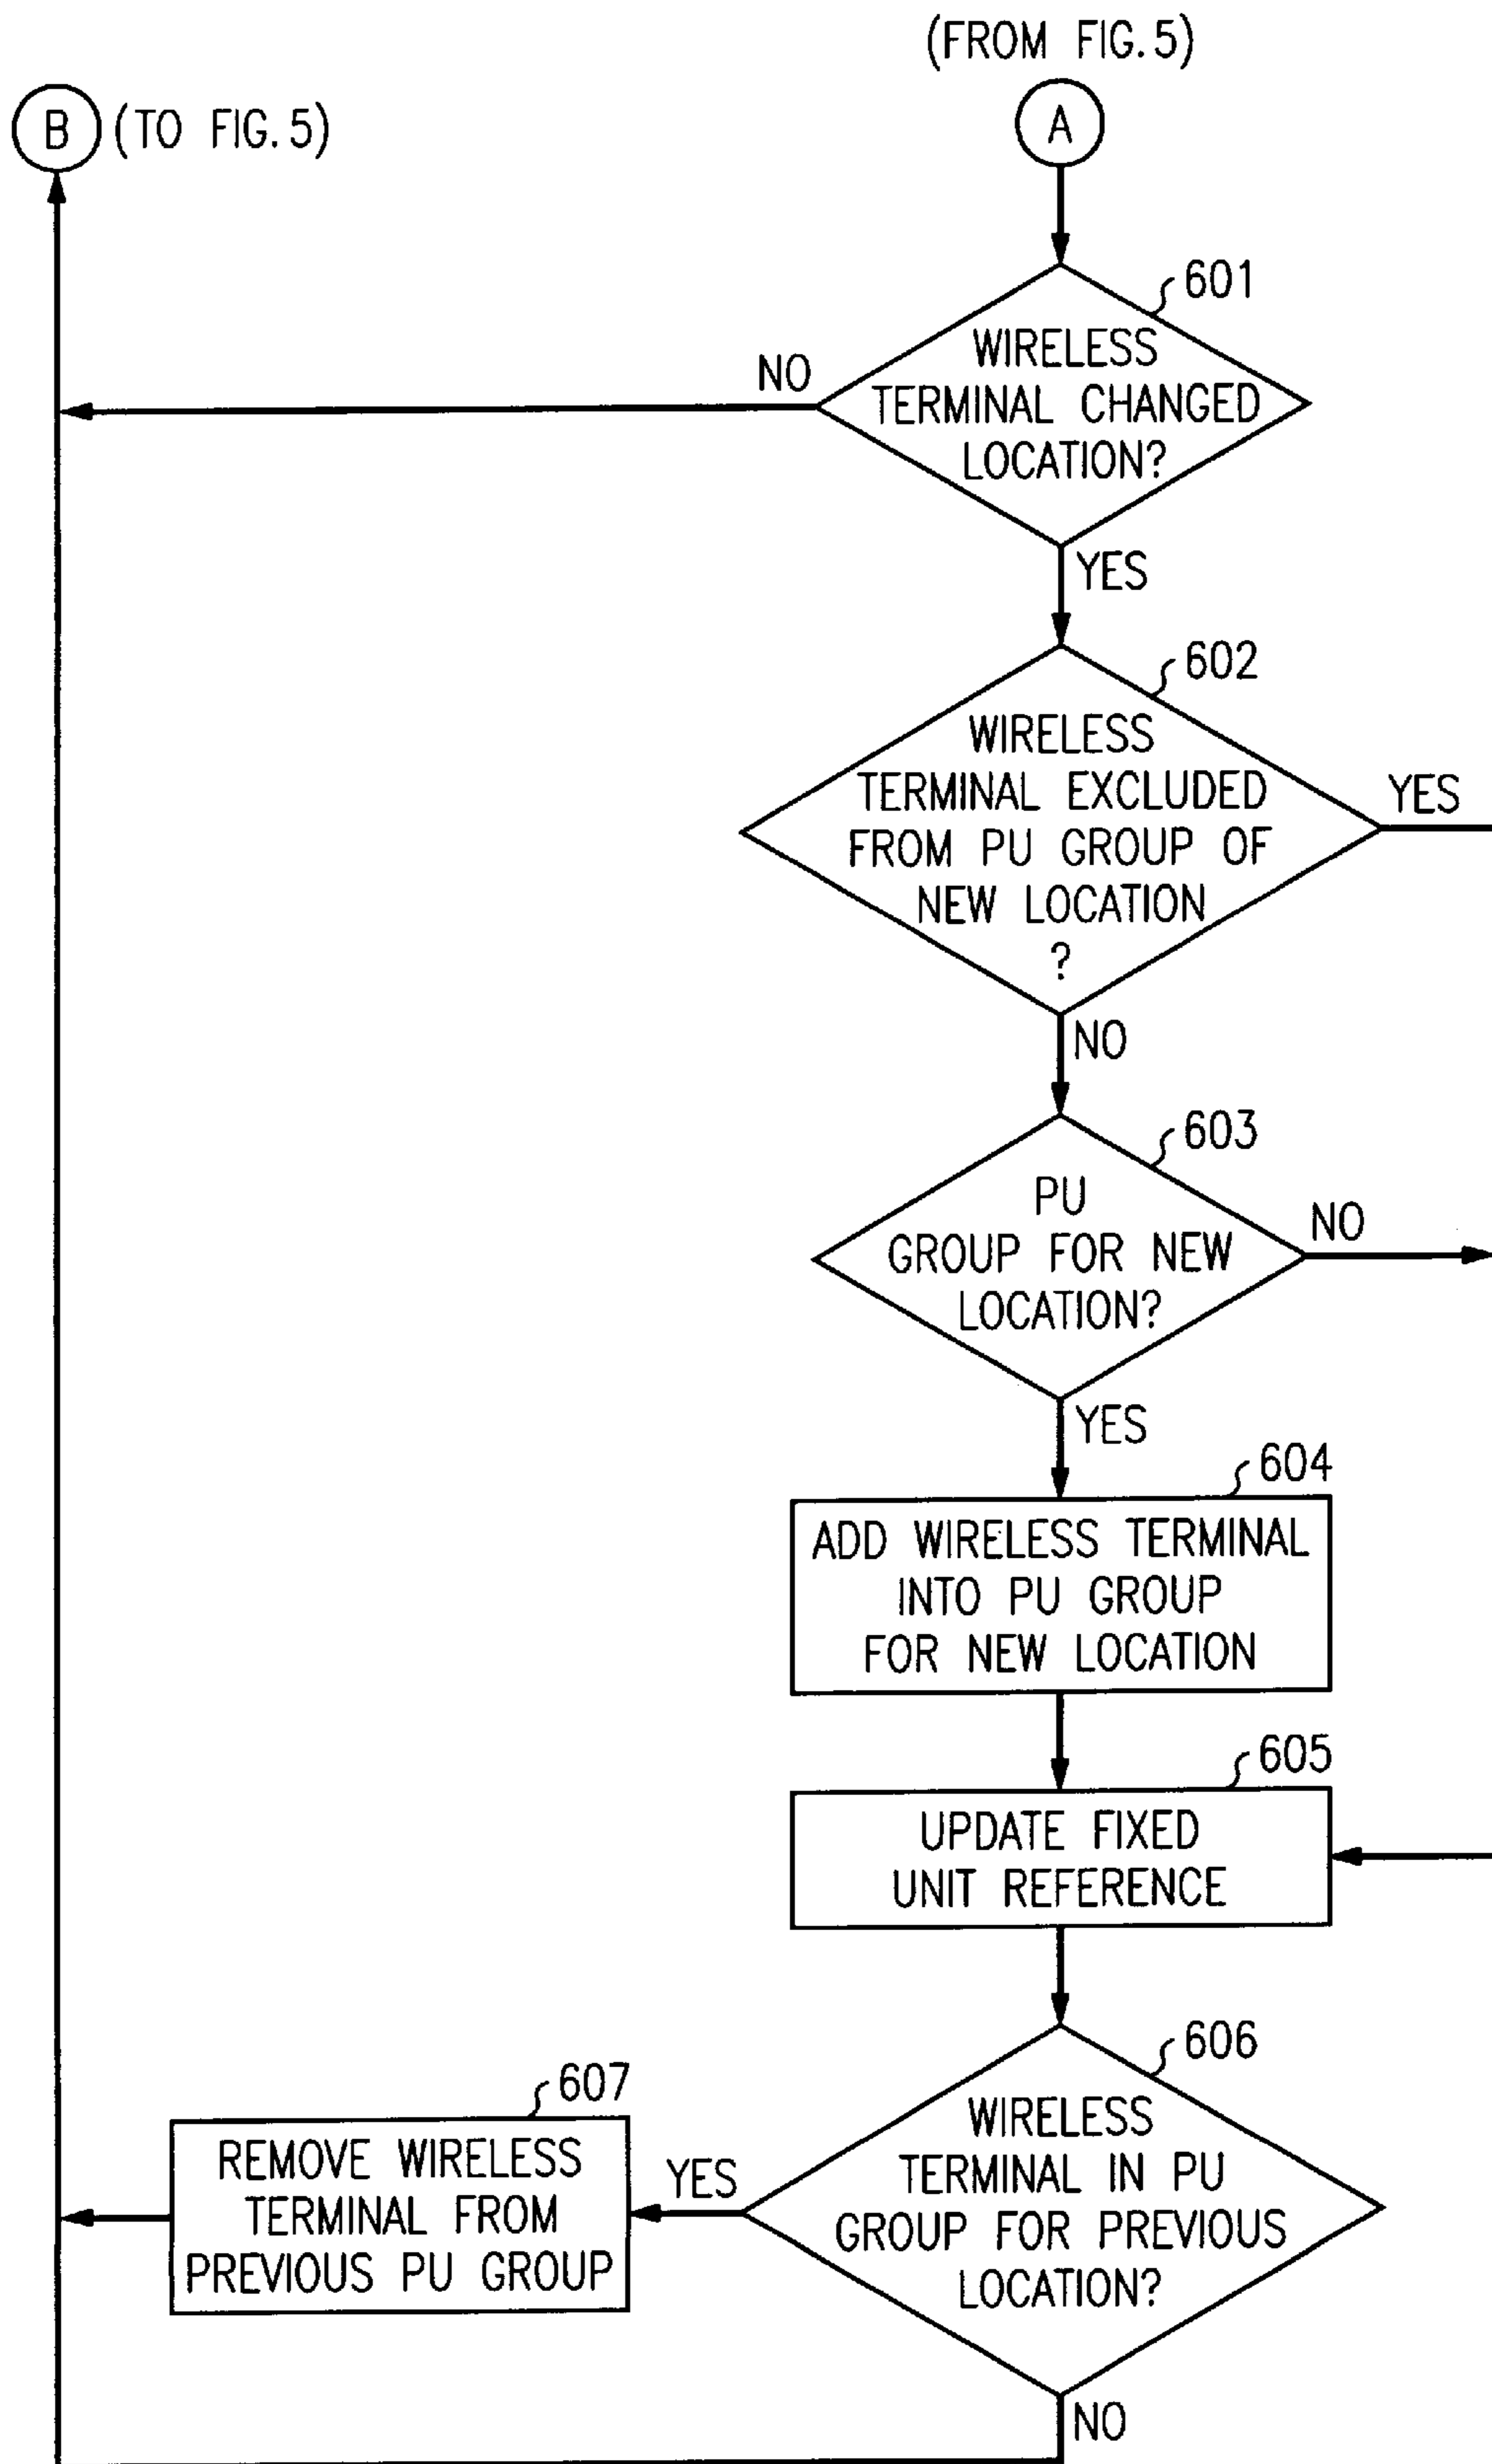 (FROM FIG. 5)
A
B (TO FIG. 5)
601
WIRELESS
TERMINAL CHANGED
LOCATION?
NO
YES
602
WIRELESS
TERMINAL EXCLUDED
FROM PU GROUP OF
NEW LOCATION
?
YES
NO
603
PU
GROUP FOR NEW
LOCATION?
NO
YES
604
ADD WIRELESS TERMINAL
INTO PU GROUP
FOR NEW LOCATION
605
UPDATE FIXED
UNIT REFERENCE
606
WIRELESS
TERMINAL IN PU
GROUP FOR PREVIOUS
LOCATION?
YES
607
REMOVE WIRELESS
TERMINAL FROM
PREVIOUS PU GROUP
NO